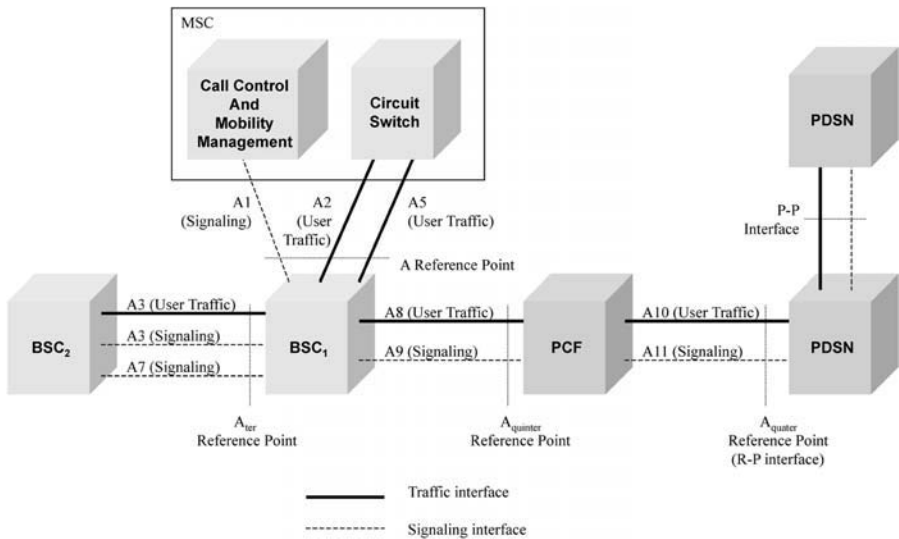 MSC
Call Control
And
Mobility
Management
Circuit
Switch
PDSN
A1
(Signaling)
A2
(User
Traffic)
A5
(User Traffic)
P-P
Interface
A Reference Point
A3 (User Traffic)
A3 (Signaling)
A7 (Signaling)
BSC2
BSC1
A8 (User Traffic)
A9 (Signaling)
PCF
A10 (User Traffic)
A11 (Signaling)
PDSN
Ater
Reference Point
Aquinter
Reference Point
Aquater
Reference Point
(R-P interface)
Traffic interface
Signaling interface